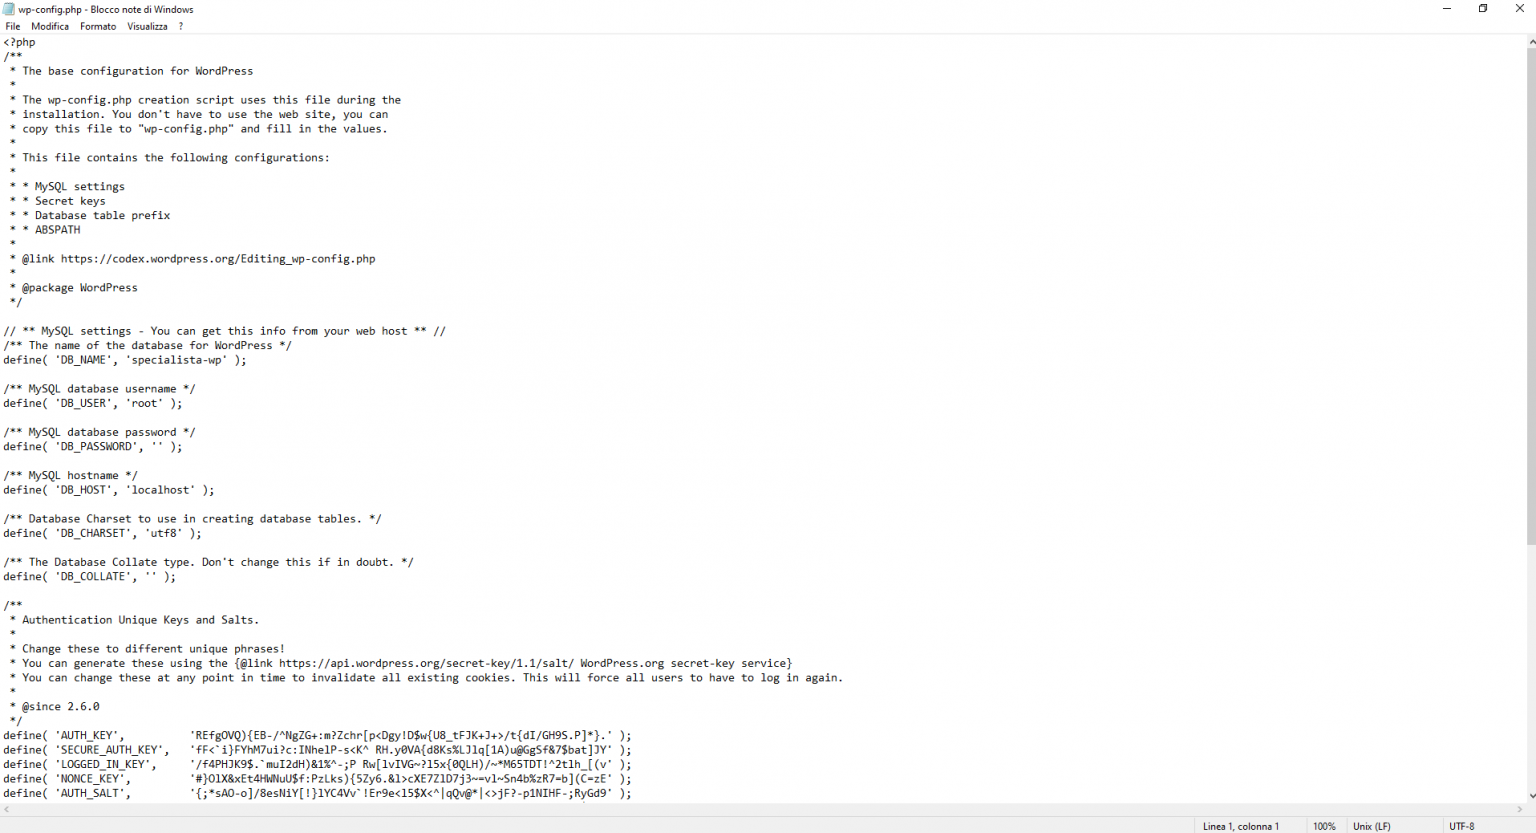 wp-config.php - Blocco note di Windows
File Modifica Formato Visualizza ?
<?php
/**
 * The base configuration for WordPress
 *
 * The wp-config.php creation script uses this file during the
 * installation. You don't have to use the web site, you can
 * copy this file to "wp-config.php" and fill in the values.
 *
 * This file contains the following configurations:
 *
 * * MySQL settings
 * * Secret keys
 * * Database table prefix
 * * ABSPATH
 *
 * @link https://codex.wordpress.org/Editing_wp-config.php
 *
 * @package WordPress
 */

// ** MySQL settings - You can get this info from your web host ** //
/** The name of the database for WordPress */
define( 'DB_NAME', 'specialista-wp' );

/** MySQL database username */
define( 'DB_USER', 'root' );

/** MySQL database password */
define( 'DB_PASSWORD', '' );

/** MySQL hostname */
define( 'DB_HOST', 'localhost' );

/** Database Charset to use in creating database tables. */
define( 'DB_CHARSET', 'utf8' );

/** The Database Collate type. Don't change this if in doubt. */
define( 'DB_COLLATE', '' );

/**
 * Authentication Unique Keys and Salts.
 *
 * Change these to different unique phrases!
 * You can generate these using the {@link https://api.wordpress.org/secret-key/1.1/salt/ WordPress.org secret-key service}
 * You can change these at any point in time to invalidate all existing cookies. This will force all users to have to log in again.
 *
 * @since 2.6.0
 */
define( 'AUTH_KEY',          'REfgOVQ){EB-/^NgZG+:m?Zchr[p<Dgy!D$w{U8_tFJK+J+>/t{dI/GH9S.P]*}.' );
define( 'SECURE_AUTH_KEY',   'fF<`i}FYhM7ui?c:INhelP-s<K^ RH.y0VA{d8Ks%LJlq[1A)u@GgSf&7$bat]JY' );
define( 'LOGGED_IN_KEY',     '/f4PHJK9$.`muI2dH)&1%^-;P Rw[lvIVG~?l5x{0QLH)/~*M65TDT!^2tlh_[(v' );
define( 'NONCE_KEY',         '#}OlX&xEt4HWNuU$f:PzLks){5Zy6.&l>cXE7ZlD7j3~=vl~Sn4b%zR7=b](C=zE' );
define( 'AUTH_SALT',         '{;*sAO-o]/8esNiY[!}lYC4Vv`!Er9e<l5$X<^|qQv@*|<>jF?-p1NIHF-;RyGd9' );
Linea 1, colonna 1 100% Unix (LF) UTF-8